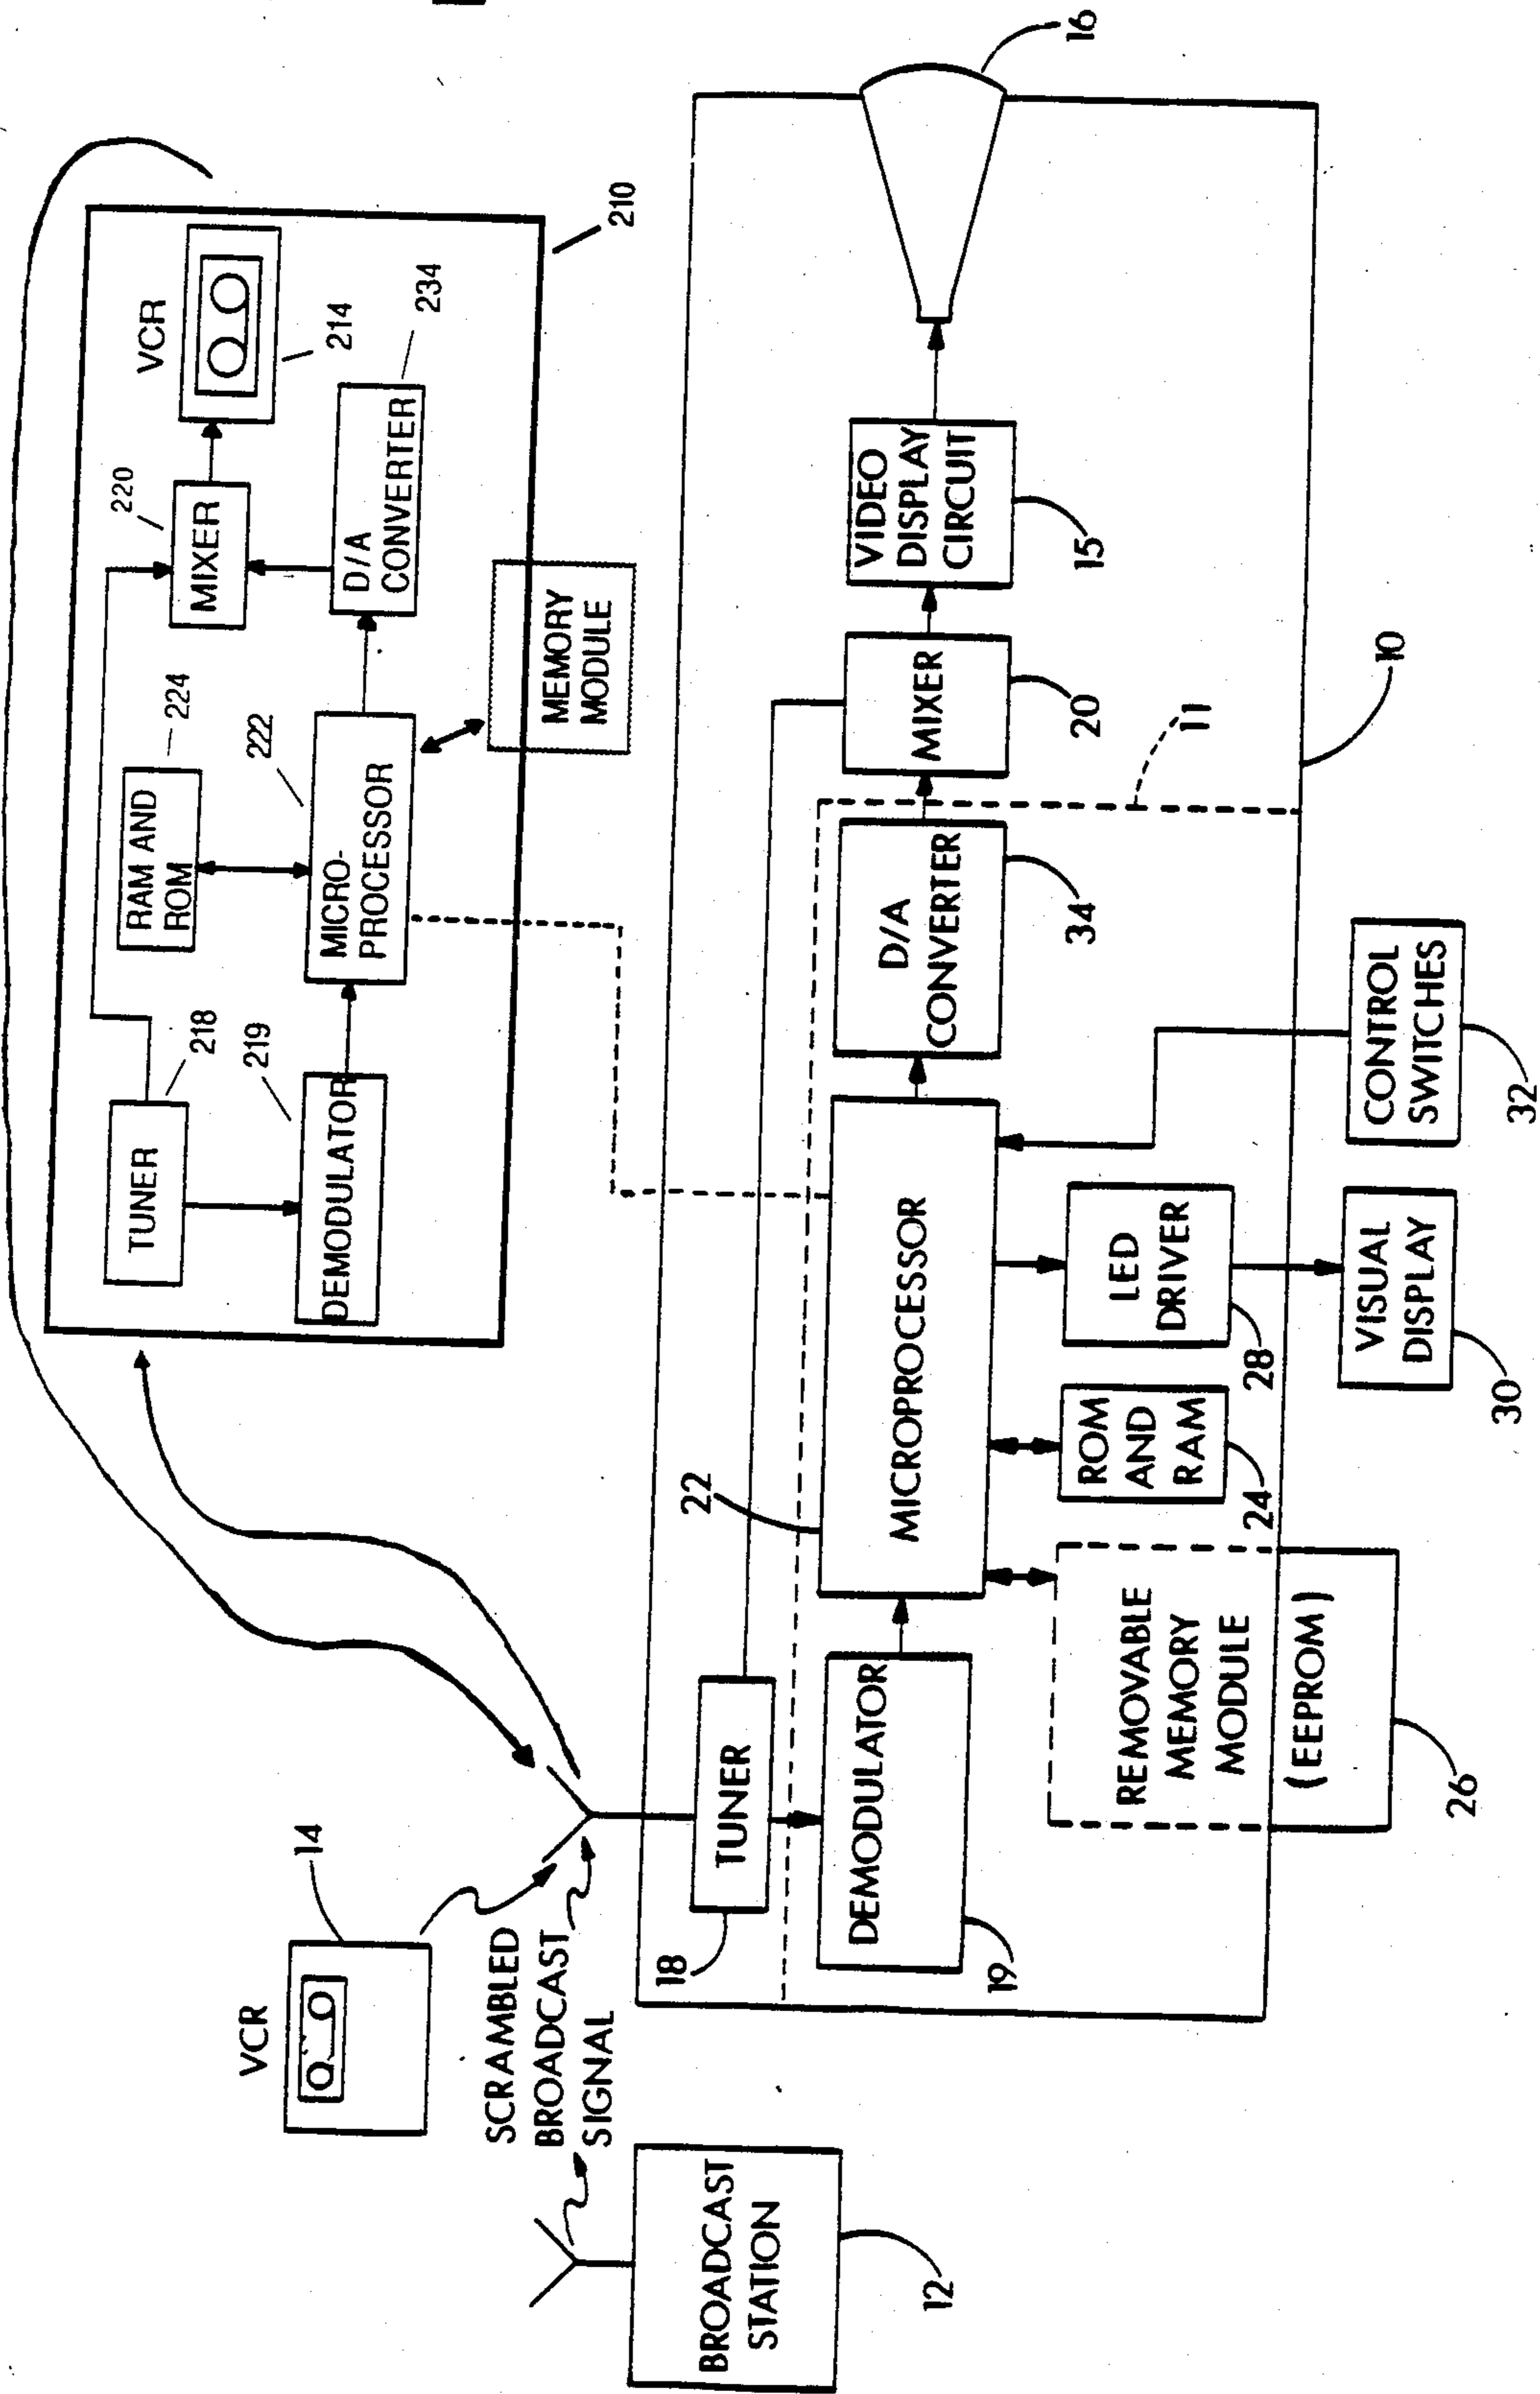 VCR
214
220
MIXER
D/A
CONVERTER
234
210
RAM AND
ROM
224
222
MICRO-
PROCESSOR
MEMORY
MODULE
TUNER
218
219
DEMODULATOR
VCR
14
SCRAMBLED
BROADCAST
SIGNAL
BROADCAST
STATION
12
TUNER
18
DEMODULATOR
19
22
MICROPROCESSOR
D/A
CONVERTER
34
MIXER
20
VIDEO
DISPLAY
CIRCUIT
15
16
11
10
REMOVABLE
MEMORY
MODULE
(EEPROM)
26
ROM
AND
RAM
24
LED
DRIVER
28
VISUAL
DISPLAY
30
CONTROL
SWITCHES
32